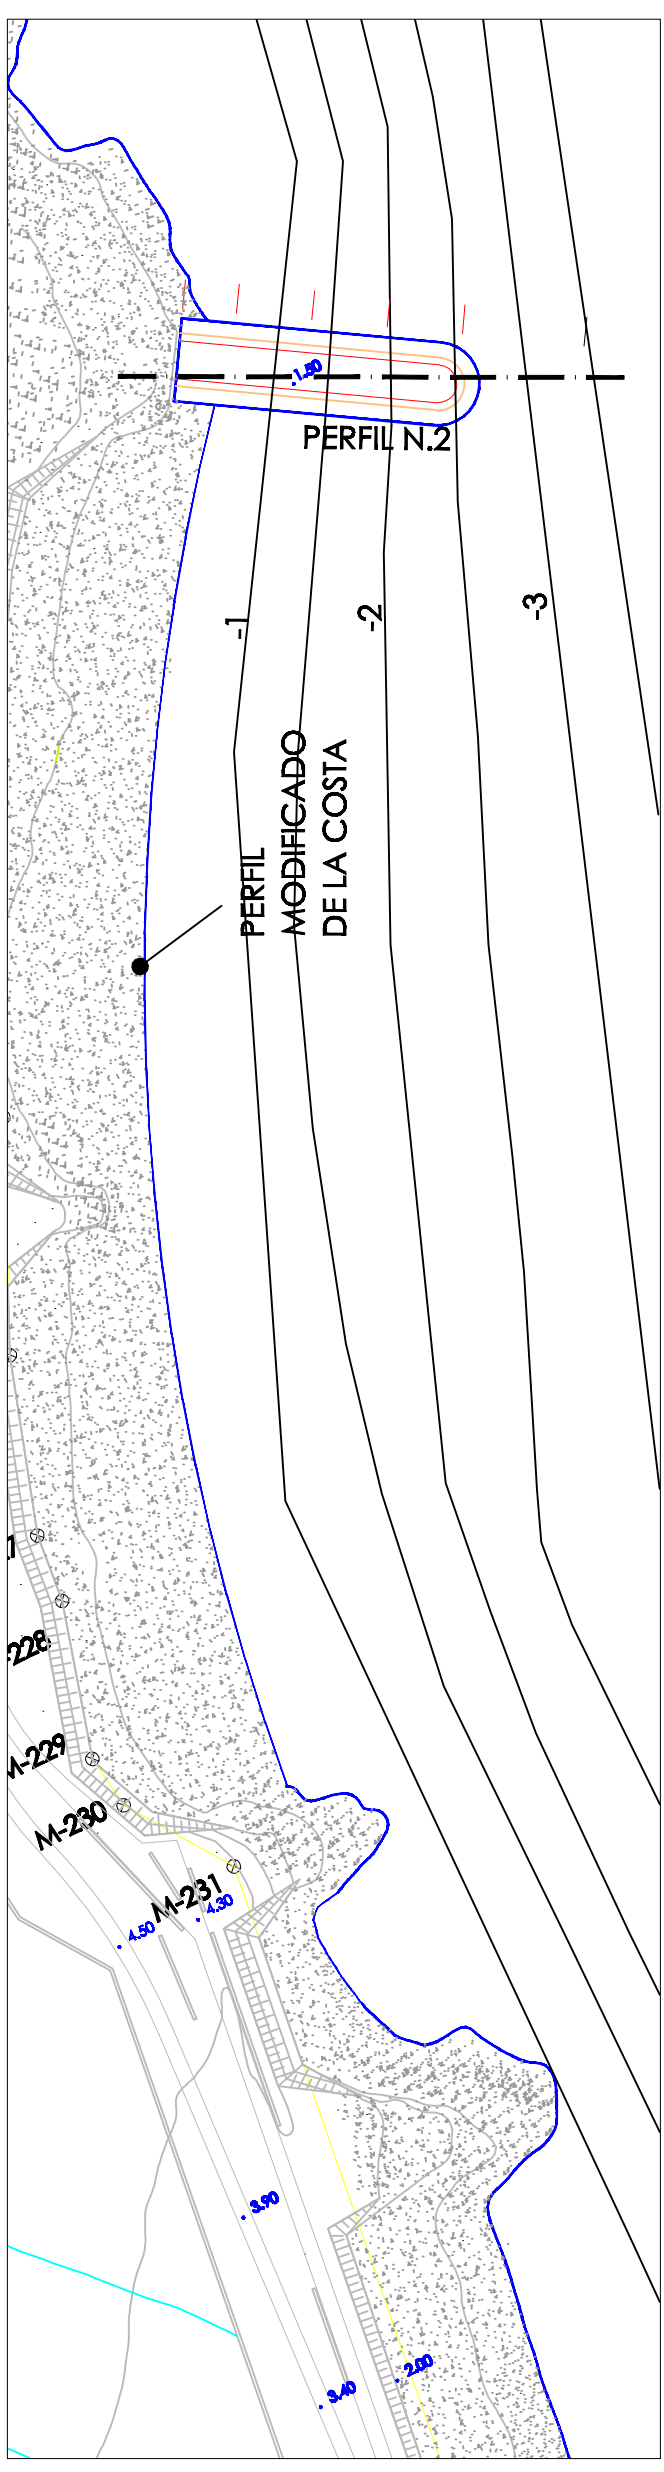 1.50
PERFIL N.2
-1
-2
-3
PERFIL
MODIFICADO
DE LA COSTA
-228
M-229
M-230
M-231
4.30
4.50
3.90
2.00
3.40